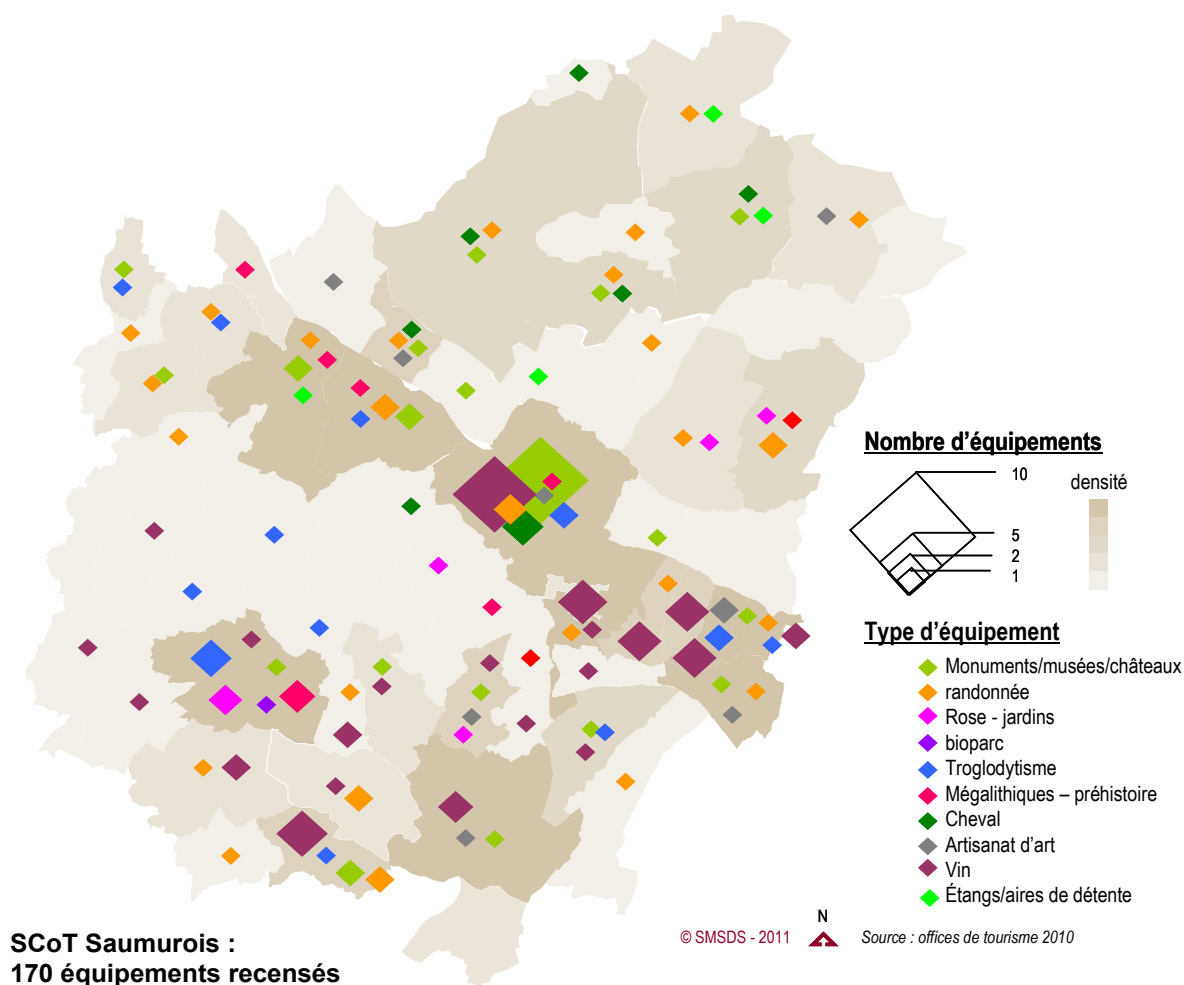 Nombre d'équipements
10
5
2
1
densité
Type d'équipement
Monuments/musées/châteaux
randonnée
Rose - jardins
bioparc
Troglodytisme
Mégalithiques – préhistoire
Cheval
Artisanat d'art
Vin
Étangs/aires de détente
SCoT Saumurois :
170 équipements recensés
© SMSDS - 2011
N
Source : offices de tourisme 2010